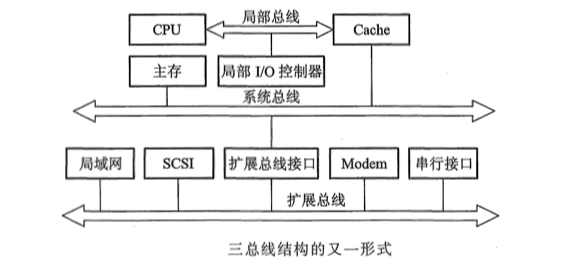 局部总线
CPU
Cache
主存
局部 I/O 控制器
系统总线
局域网
SCSI
扩展总线接口
Modem
串行接口
扩展总线
三总线结构的又一形式